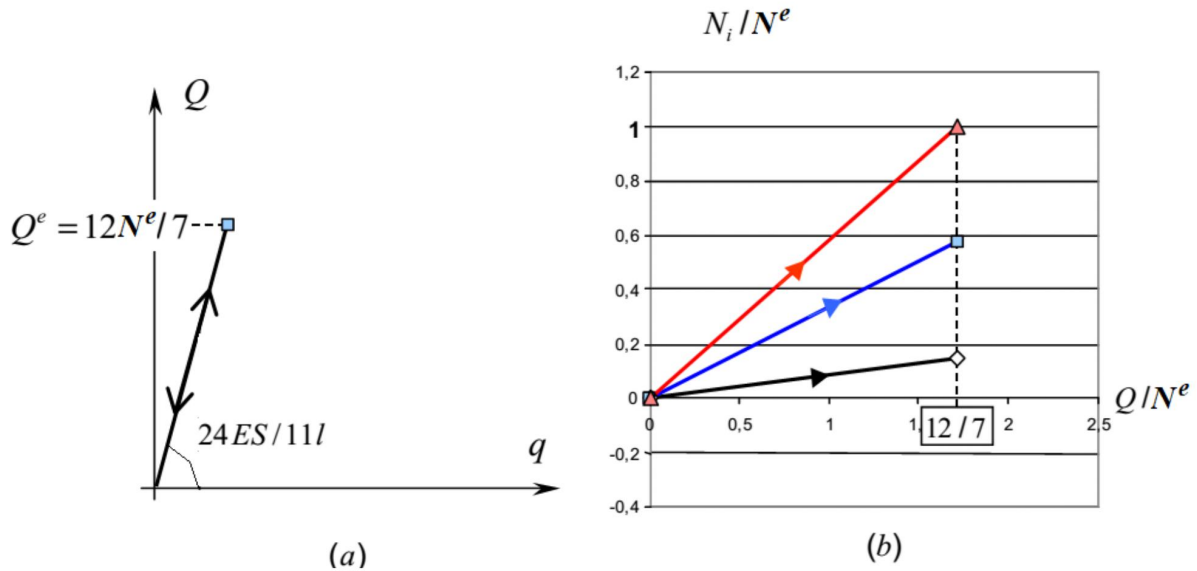 Q
Q^e = 12N^e/7
24ES/11l
q
(a)
N_i/N^e
1,2
1
0,8
0,6
0,4
0,2
0
-0,2
-0,4
0
0,5
1
1,
2
2,5
12/7
Q/N^e
(b)